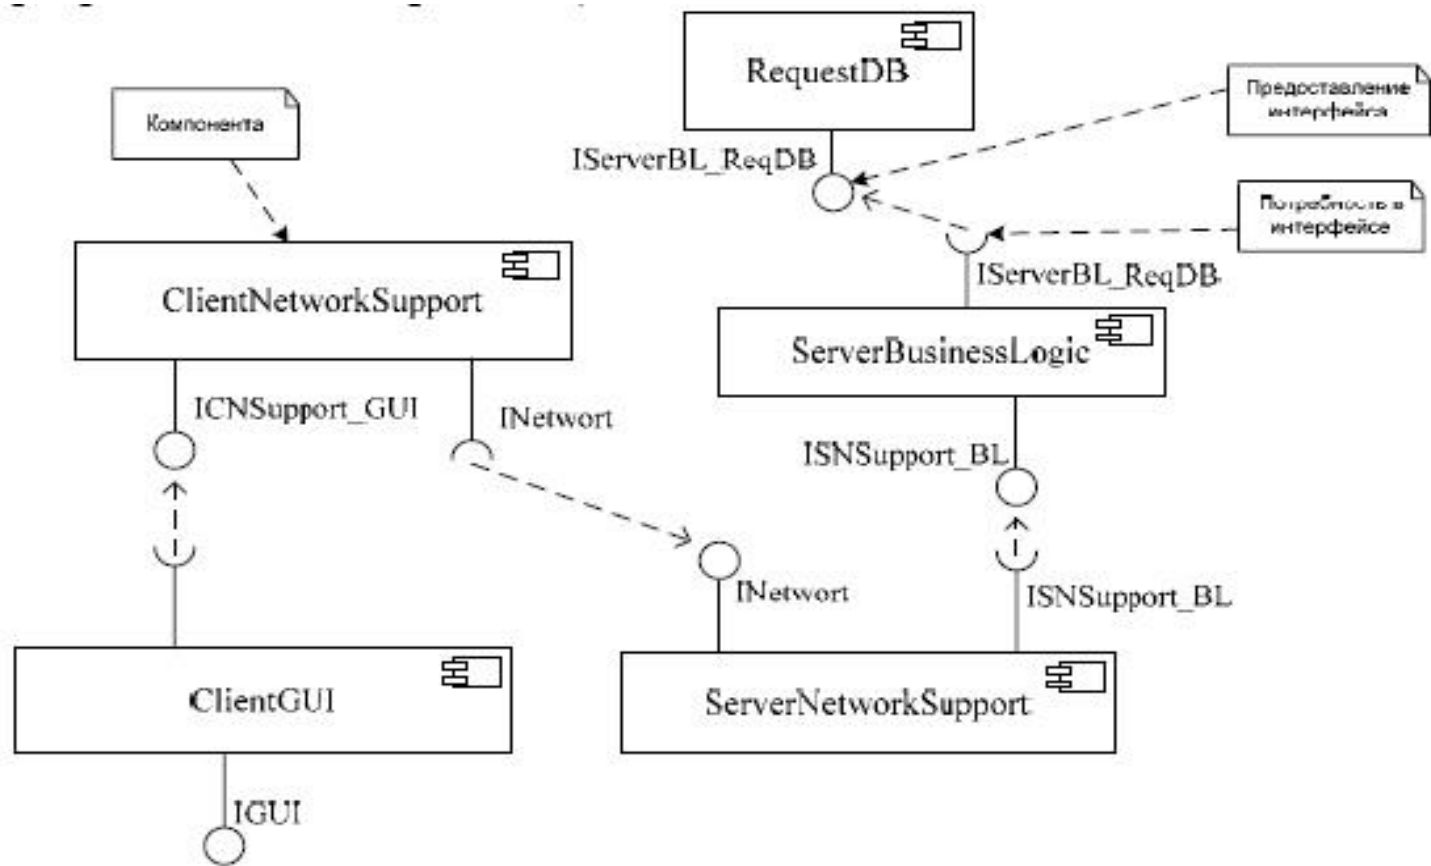 RequestDB
Предоставление
интерфейса
Компонента
IServerBL_ReqDB
Потребность в
интерфейсе
IServerBL_ReqDB
ClientNetworkSupport
ServerBusinessLogic
ICNSupport_GUI
INetwort
ISNSupport_BL
INetwort
ISNSupport_BL
ClientGUI
ServerNetworkSupport
IGUI